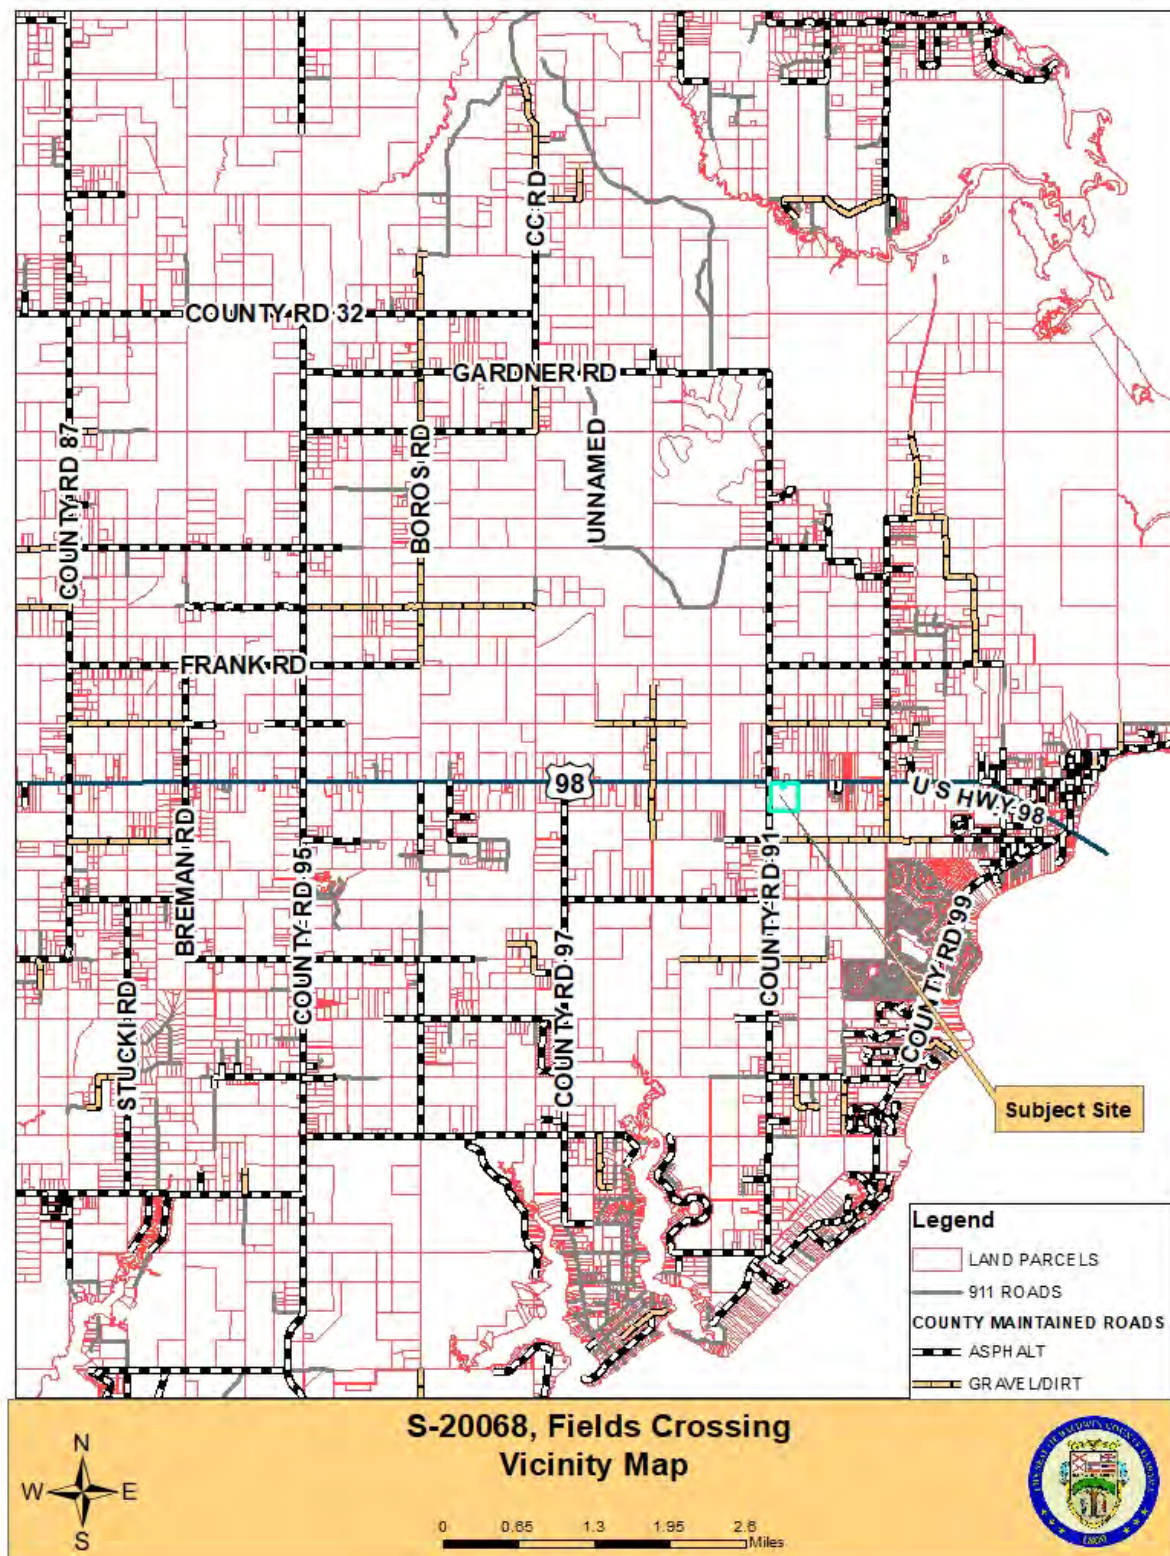 CC RD
COUNTY RD 32
GARDNER RD
COUNTY RD 87
BOROS RD
UNNAMED
FRANK RD
98
U S HWY 98
BREMAN RD
COUNTY RD 95
COUNTY RD 91
COUNTY RD 99
COUNTY RD 97
STUCKI RD
Subject Site
Legend
LAND PARCELS
911 ROADS
COUNTY MAINTAINED ROADS
ASPHALT
GRAVEL/DIRT
S-20068, Fields Crossing
Vicinity Map
N
W E
S
0 0.65 1.3 1.95 2.6
Miles
1809